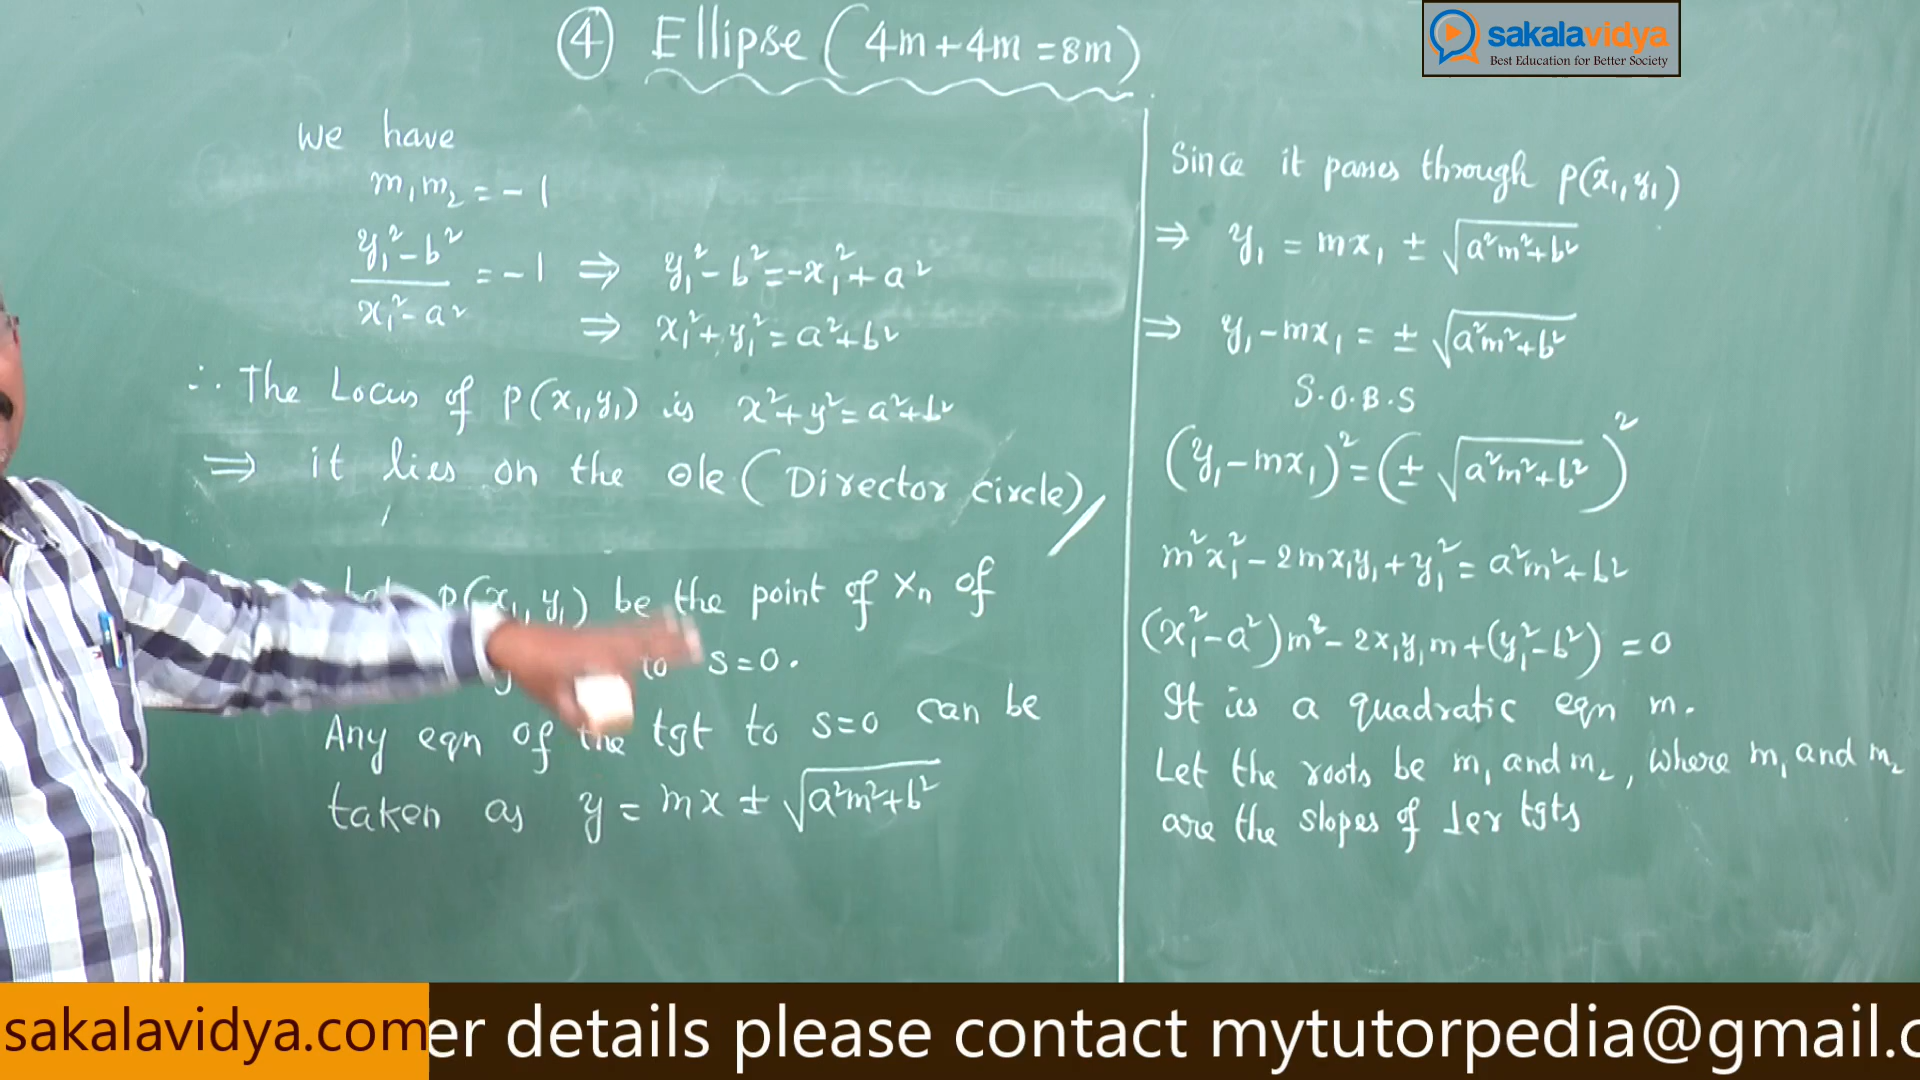 ④ Ellipse (4m+4m=8m)
sakalavidya
Best Education for Better Society
We have
m₁m₂ = -1
y₁²-b² / x₁²-a² = -1 ⇒ y₁²-b² = -x₁²+a²
⇒ x₁²+y₁² = a²+b²
∴ The Locus of P(x₁,y₁) is x²+y² = a²+b²
⇒ it lies on the ⊙le (Director circle)
P(x₁, y₁) be the point of Xn of
to S=0.
Any eqn of the tgt to S=0 can be
taken as y = mx ± √(a²m²+b²)
Since it passes through P(x₁,y₁)
⇒ y₁ = mx₁ ± √(a²m²+b²)
⇒ y₁-mx₁ = ± √(a²m²+b²)
S.O.B.S
(y₁-mx₁)² = (± √(a²m²+b²))²
m²x₁² - 2mx₁y₁ + y₁² = a²m²+b²
(x₁²-a²)m² - 2x₁y₁m + (y₁²-b²) = 0
It is a quadratic eqn m.
Let the roots be m₁ and m₂, where m₁ and m₂
are the slopes of ⊥er tgts
sakalavidya.com er details please contact mytutorpedia@gmail.c